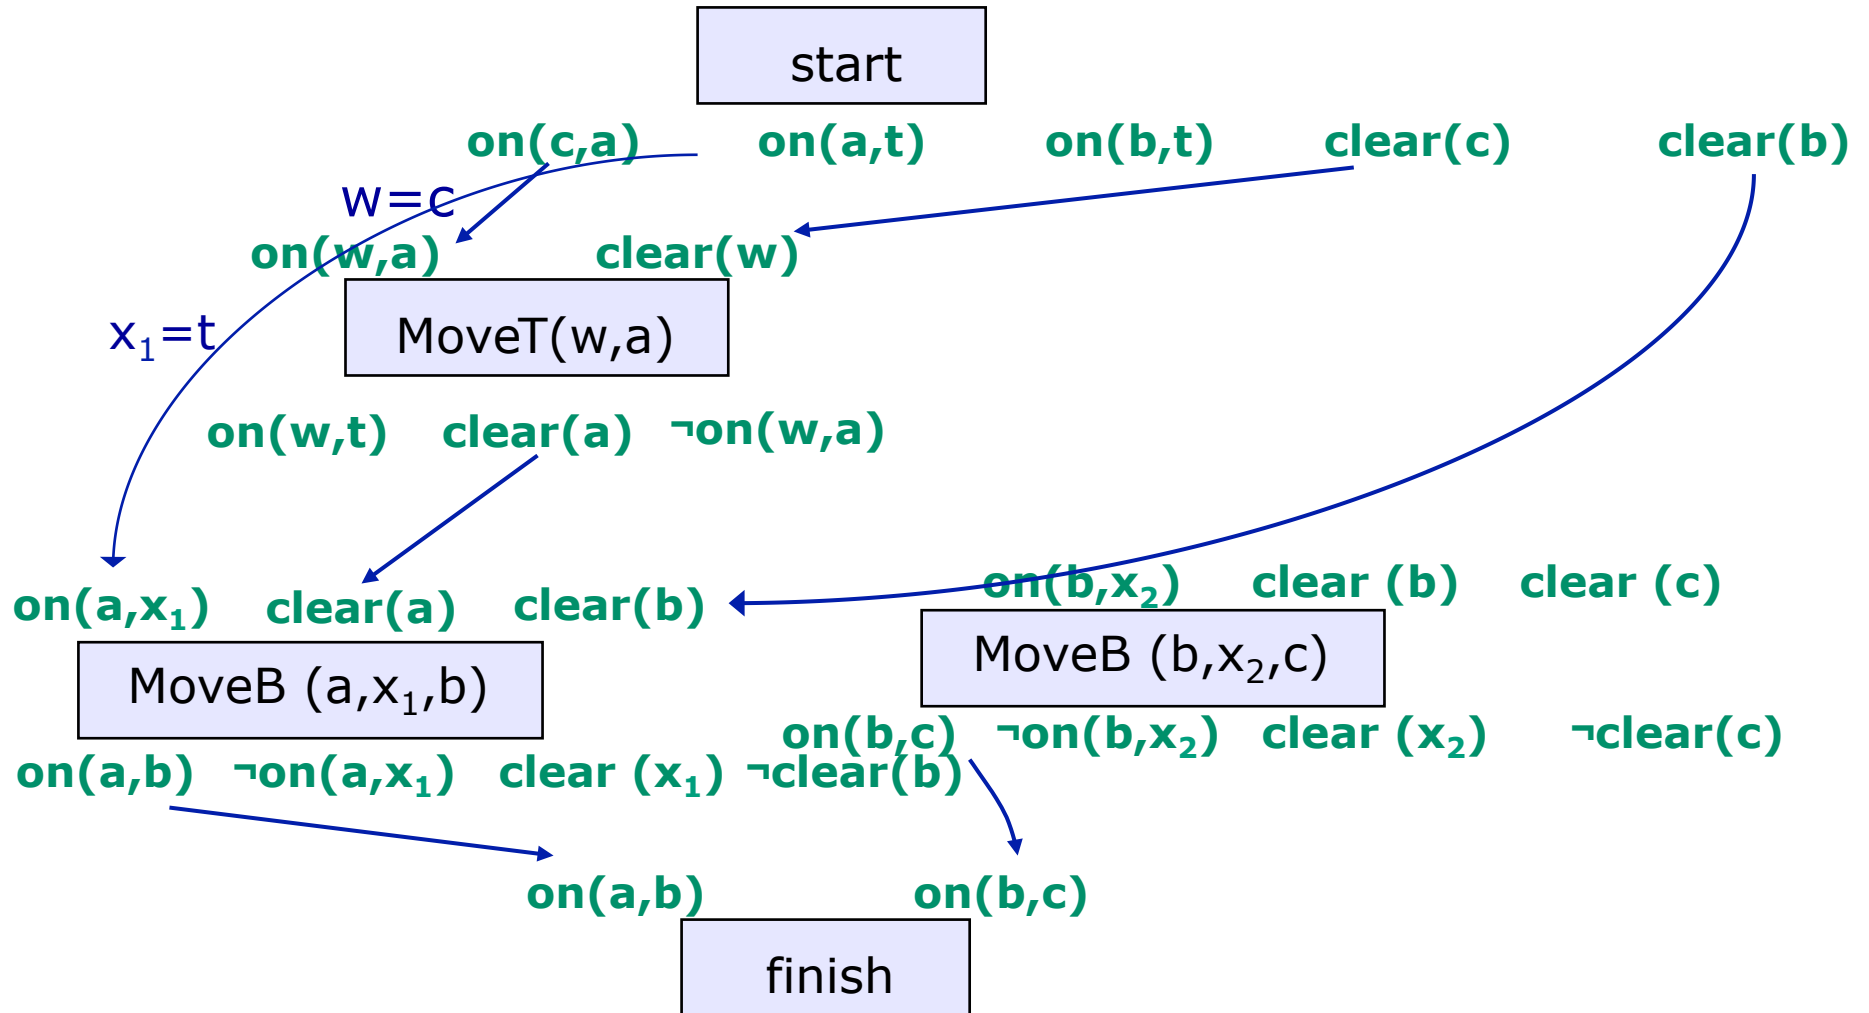 start
on(c,a) on(a,t) on(b,t) clear(c) clear(b)
w=c
on(w,a) clear(w)
x₁=t
MoveT(w,a)
on(w,t) clear(a) ¬on(w,a)
on(b,x₂) clear (b) clear (c)
on(a,x₁) clear(a) clear(b)
MoveB (b,x₂,c)
MoveB (a,x₁,b)
on(b,c) ¬on(b,x₂) clear (x₂) ¬clear(c)
on(a,b) ¬on(a,x₁) clear (x₁) ¬clear(b)
on(a,b) on(b,c)
finish